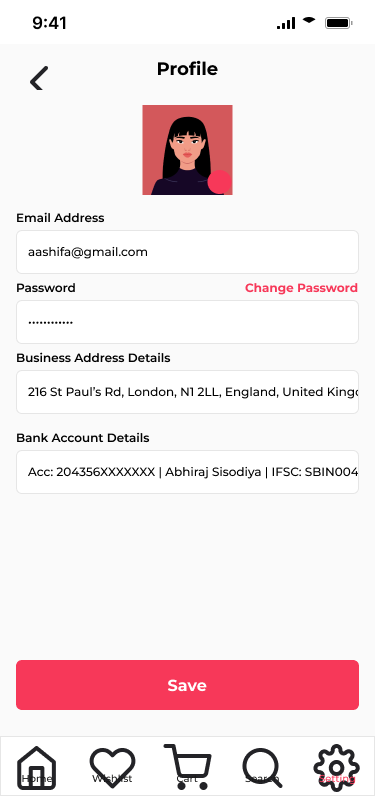 9:41
Profile
Email Address
aashifa@gmail.com
Password Change Password
••••••••••••
Business Address Details
216 St Paul's Rd, London, N1 2LL, England, United Kingd
Bank Account Details
Acc: 204356XXXXXXX | Abhiraj Sisodiya | IFSC: SBIN004
Save
Home Wishlist Cart Search Setting